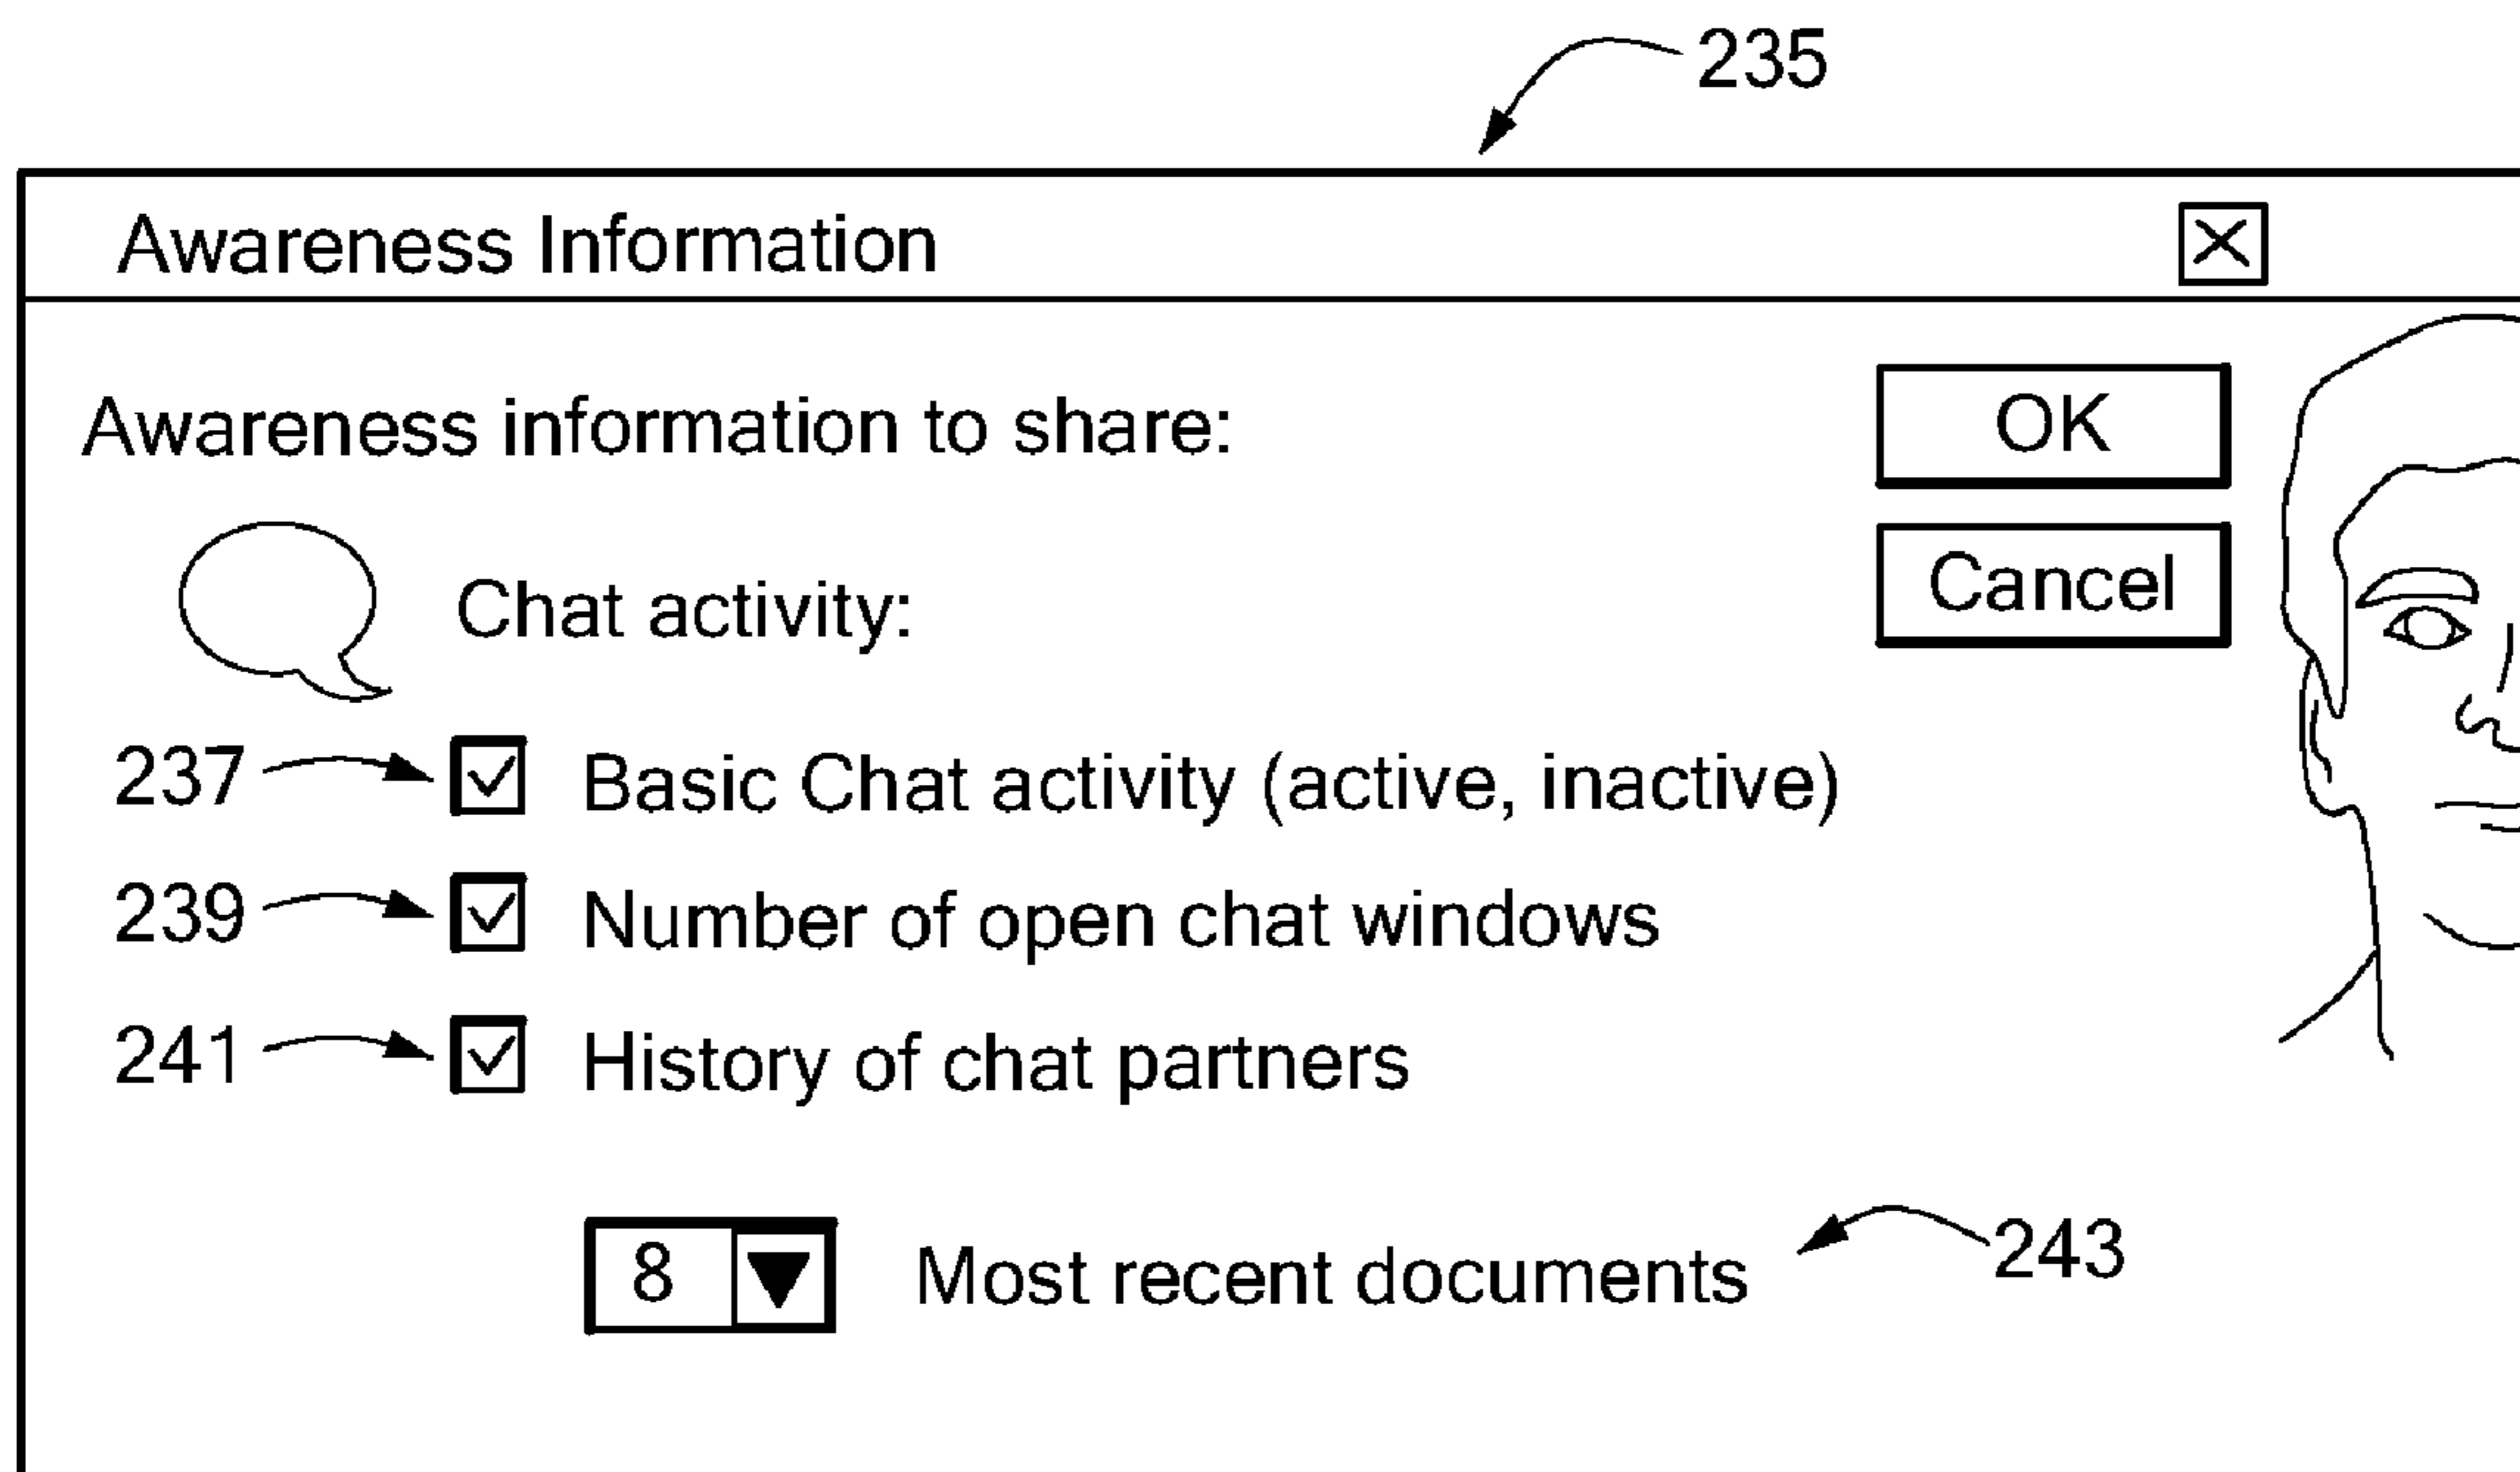 235
Awareness Information
Awareness information to share:
OK
Cancel
Chat activity:
237 Basic Chat activity (active, inactive)
239 Number of open chat windows
241 History of chat partners
8 Most recent documents 243